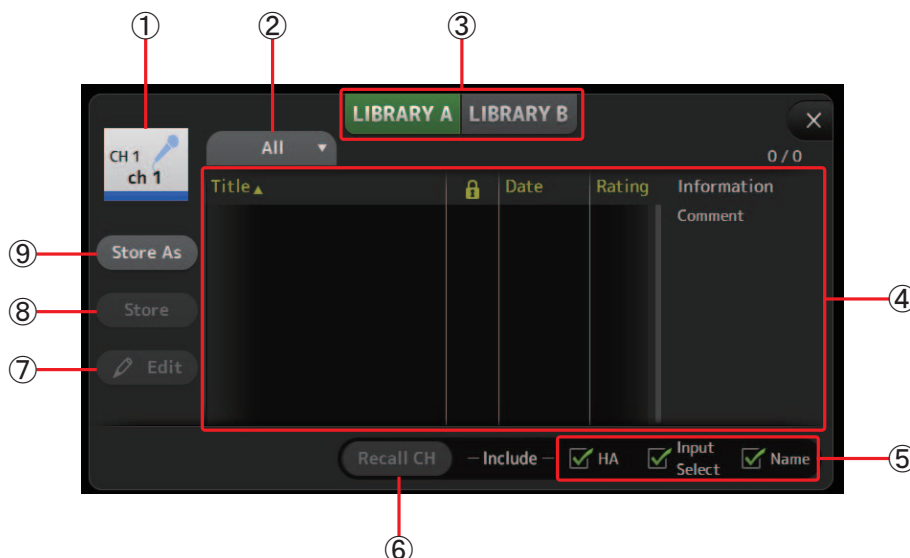 ① ② ③
LIBRARY A LIBRARY B
All ▼
0 / 0
CH 1
ch 1
Title▲ Date Rating Information
Comment
⑨ Store As
⑧ Store
④
⑦ Edit
Recall CH – Include – HA Input Select Name ⑤
⑥